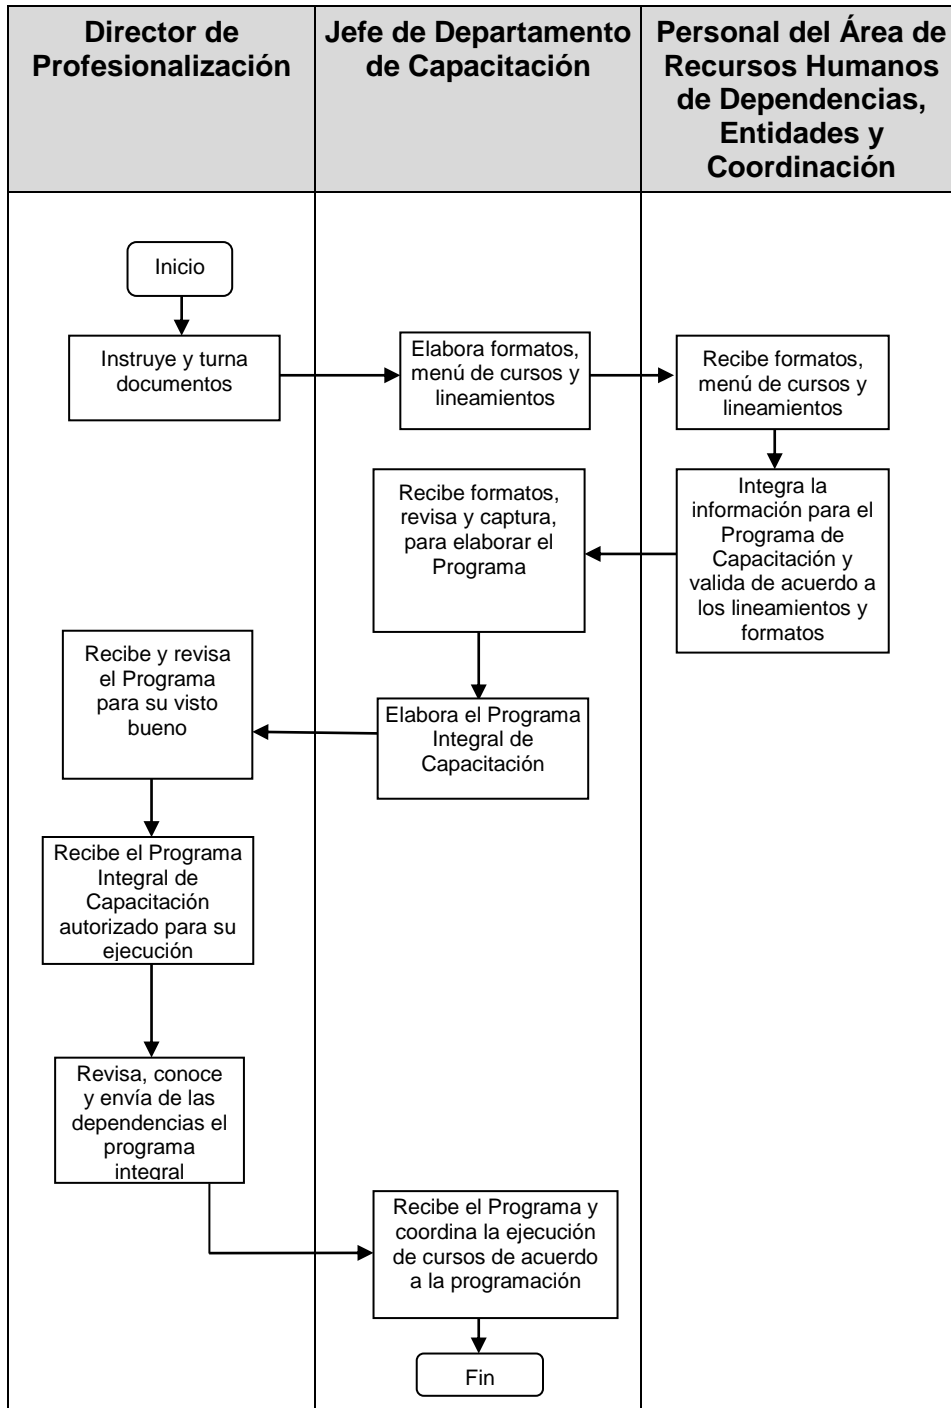 Director de
Profesionalización
Jefe de Departamento
de Capacitación
Personal del Área de
Recursos Humanos
de Dependencias,
Entidades y
Coordinación
Inicio
Instruye y turna
documentos
Elabora formatos,
menú de cursos y
lineamientos
Recibe formatos,
menú de cursos y
lineamientos
Integra la
información para el
Programa de
Capacitación y
valida de acuerdo a
los lineamientos y
formatos
Recibe formatos,
revisa y captura,
para elaborar el
Programa
Elabora el Programa
Integral de
Capacitación
Recibe y revisa
el Programa
para su visto
bueno
Recibe el Programa
Integral de
Capacitación
autorizado para su
ejecución
Revisa, conoce
y envía de las
dependencias el
programa
integral
Recibe el Programa y
coordina la ejecución
de cursos de acuerdo
a la programación
Fin